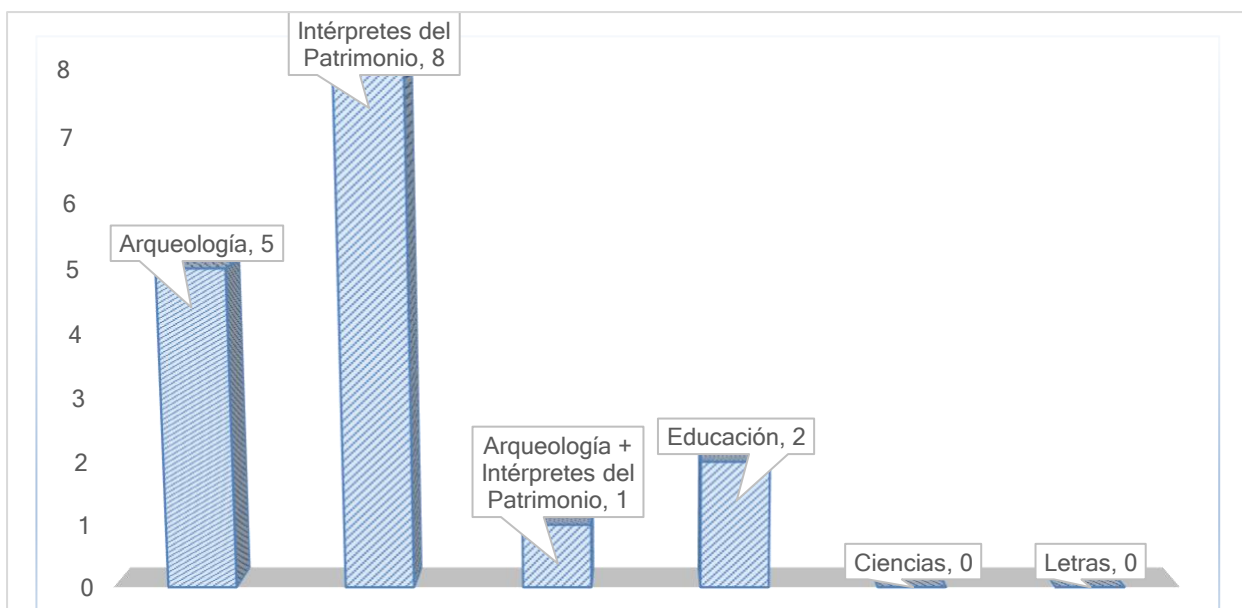 Intérpretes del
Patrimonio, 8
8
7
6
Arqueología, 5
5
4
3
Arqueología +
Intérpretes del
Patrimonio, 1
Educación, 2
2
1
Ciencias, 0
Letras, 0
0